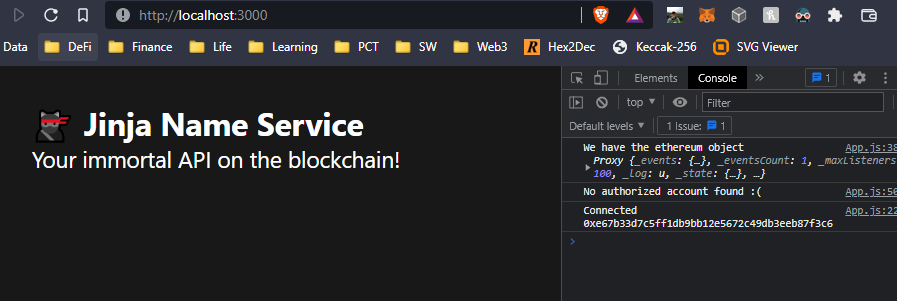 http://localhost:3000
Data DeFi Finance Life Learning PCT SW Web3 Hex2Dec Keccak-256 SVG Viewer
Jinja Name Service
Your immortal API on the blockchain!
Elements Console 1
top Filter
Default levels 1 issue: 1
We have the ethereum object App.js:38
Proxy {_events: {…}, _eventsCount: 1, _maxListeners
100, _log: u, _state: {…}, …}
No authorized account found :( App.js:50
Connected App.js:22
0xe67b33d7c5ff1db9bb12e5672c49db3eeb87f3c6